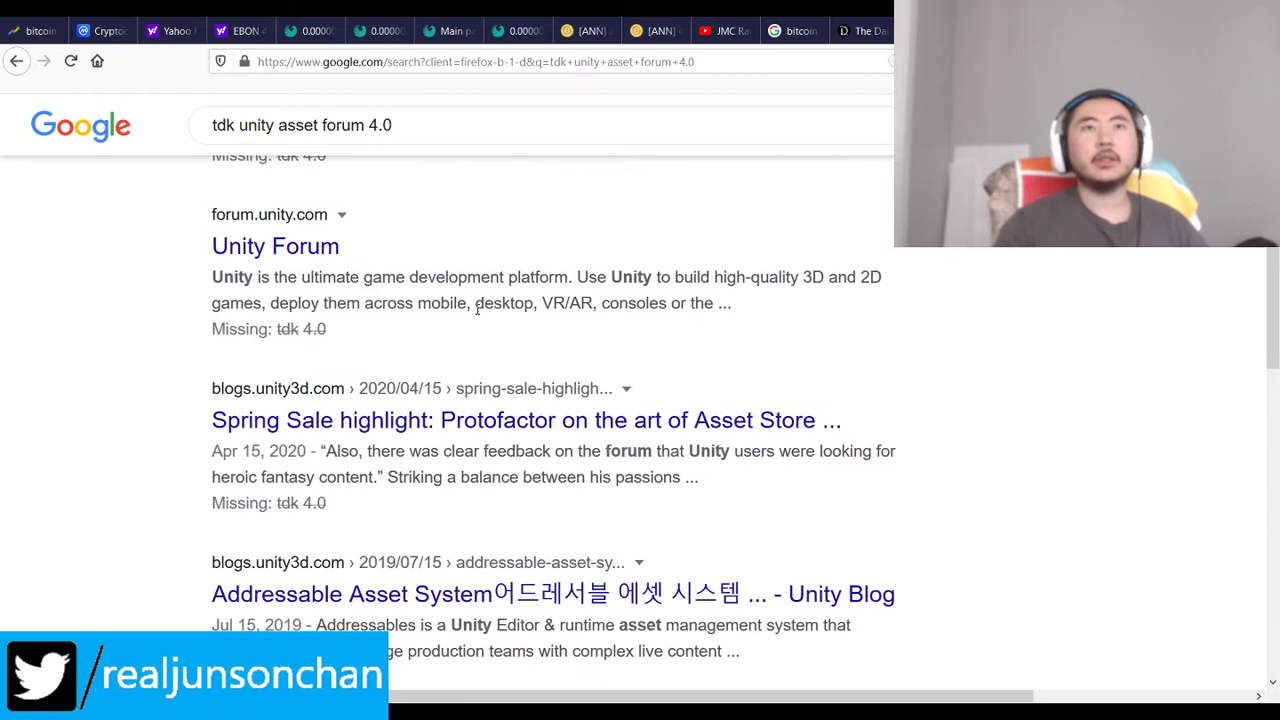 bitcoin
Cryptoc
Yahoo
EBON
0.0000
0.0000
Main p
0.0000
[ANN]
[ANN]
JMC Ra
bitcoin
The Da
https://www.google.com/search?client=firefox-b-1-d&q=tdk+unity+asset+forum+4.0
Google
tdk unity asset forum 4.0
Missing: tdk 4.0
forum.unity.com
Unity Forum
Unity is the ultimate game development platform. Use Unity to build high-quality 3D and 2D
games, deploy them across mobile, desktop, VR/AR, consoles or the ...
Missing: tdk 4.0
blogs.unity3d.com › 2020/04/15 › spring-sale-highligh...
Spring Sale highlight: Protofactor on the art of Asset Store ...
Apr 15, 2020 - “Also, there was clear feedback on the forum that Unity users were looking for
heroic fantasy content.” Striking a balance between his passions ...
Missing: tdk 4.0
blogs.unity3d.com › 2019/07/15 › addressable-asset-sy...
Addressable Asset System어드레서블 에셋 시스템 ... - Unity Blog
Jul 15, 2019 - Addressables is a Unity Editor & runtime asset management system that
ge production teams with complex live content ...
/realjunsonchan